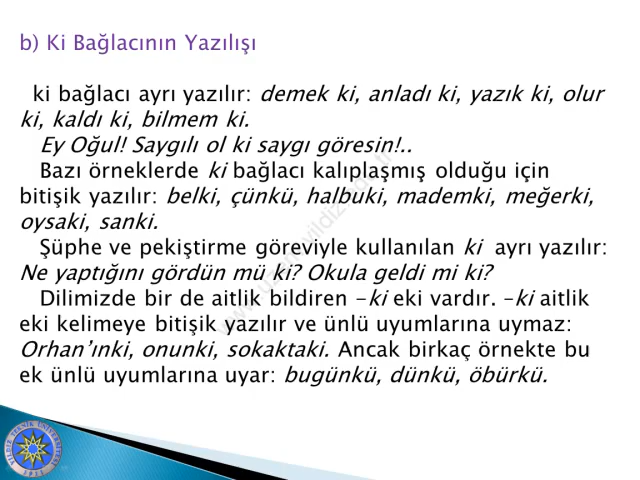 b) Ki Bağlacının Yazılışı
ki bağlacı ayrı yazılır: demek ki, anladı ki, yazık ki, olur
ki, kaldı ki, bilmem ki.
Ey Oğul! Saygılı ol ki saygı göresin!..
Bazı örneklerde ki bağlacı kalıplaşmış olduğu için
bitişik yazılır: belki, çünkü, halbuki, mademki, meğerki,
oysaki, sanki.
Şüphe ve pekiştirme göreviyle kullanılan ki ayrı yazılır:
Ne yaptığını gördün mü ki? Okula geldi mi ki?
Dilimizde bir de aitlik bildiren -ki eki vardır. -ki aitlik
eki kelimeye bitişik yazılır ve ünlü uyumlarına uymaz:
Orhan’ınki, onunki, sokaktaki. Ancak birkaç örnekte bu
ek ünlü uyumlarına uyar: bugünkü, dünkü, öbürkü.